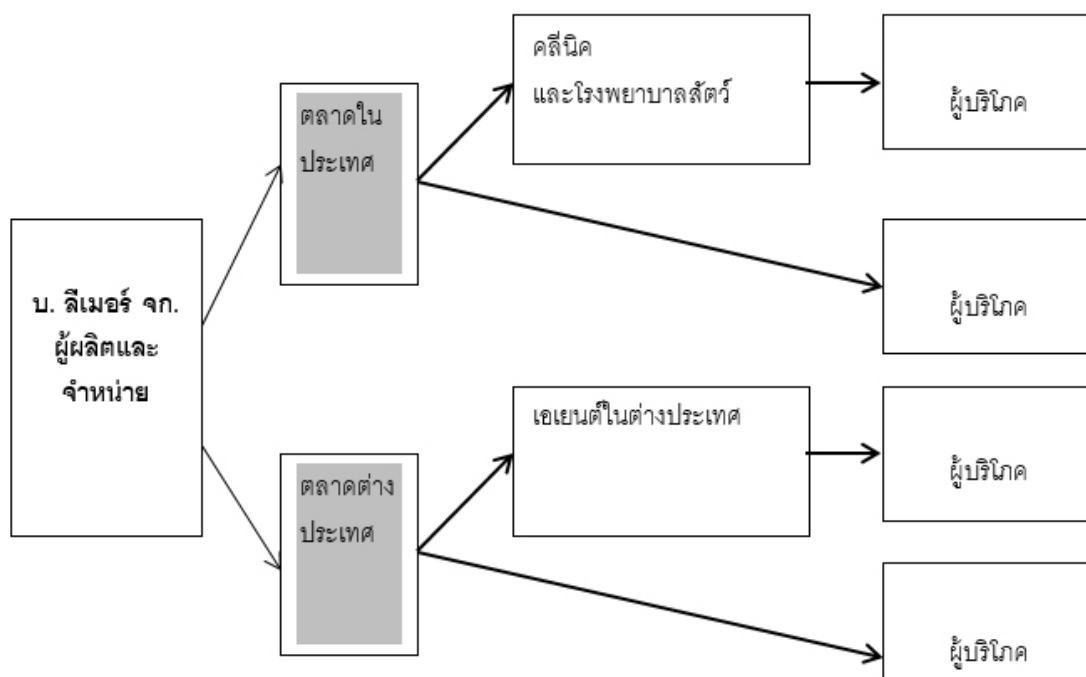 บ. ลีเมอร์ จก.
ผู้ผลิตและ
จำหน่าย
ตลาดใน
ประเทศ
คลีนิค
และโรงพยาบาลสัตว์
ผู้บริโภค
ผู้บริโภค
ตลาดต่าง
ประเทศ
เอเยนต์ในต่างประเทศ
ผู้บริโภค
ผู้บริโภค